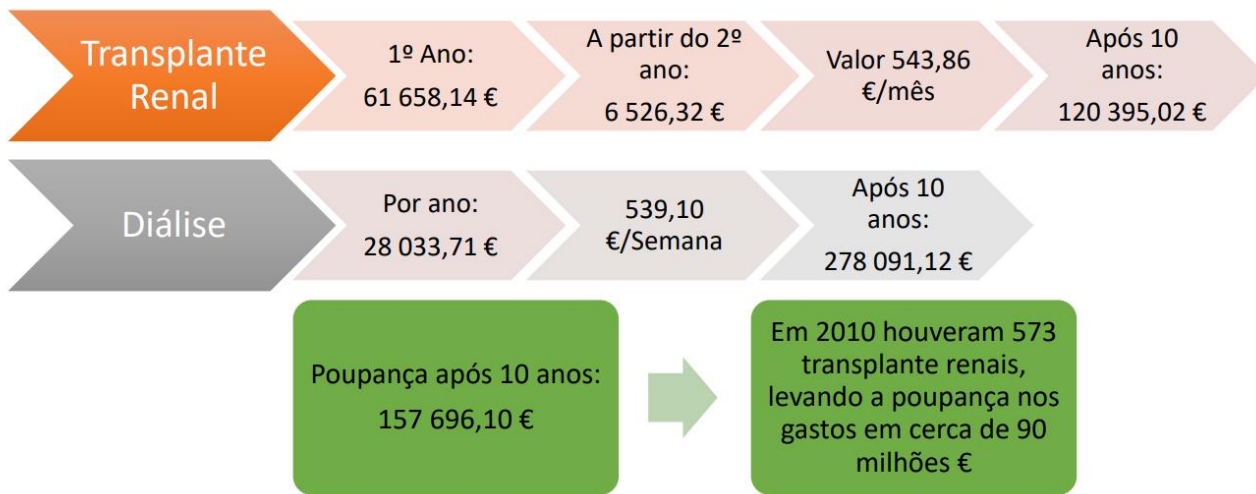 Transplante
Renal
1º Ano:
61 658,14 €
A partir do 2º
ano:
6 526,32 €
Valor 543,86
€/mês
Após 10
anos:
120 395,02 €
Diálise
Por ano:
28 033,71 €
539,10
€/Semana
Após 10
anos:
278 091,12 €
Poupança após 10 anos:
157 696,10 €
Em 2010 houveram 573
transplante renais,
levando a poupança nos
gastos em cerca de 90
milhões €